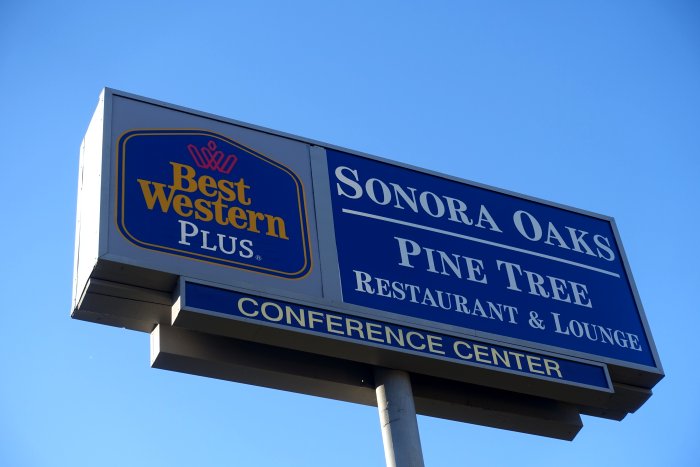 Best
Western
Plus®
Sonora Oaks
Pine Tree
Restaurant & Lounge
CONFERENCE CENTER